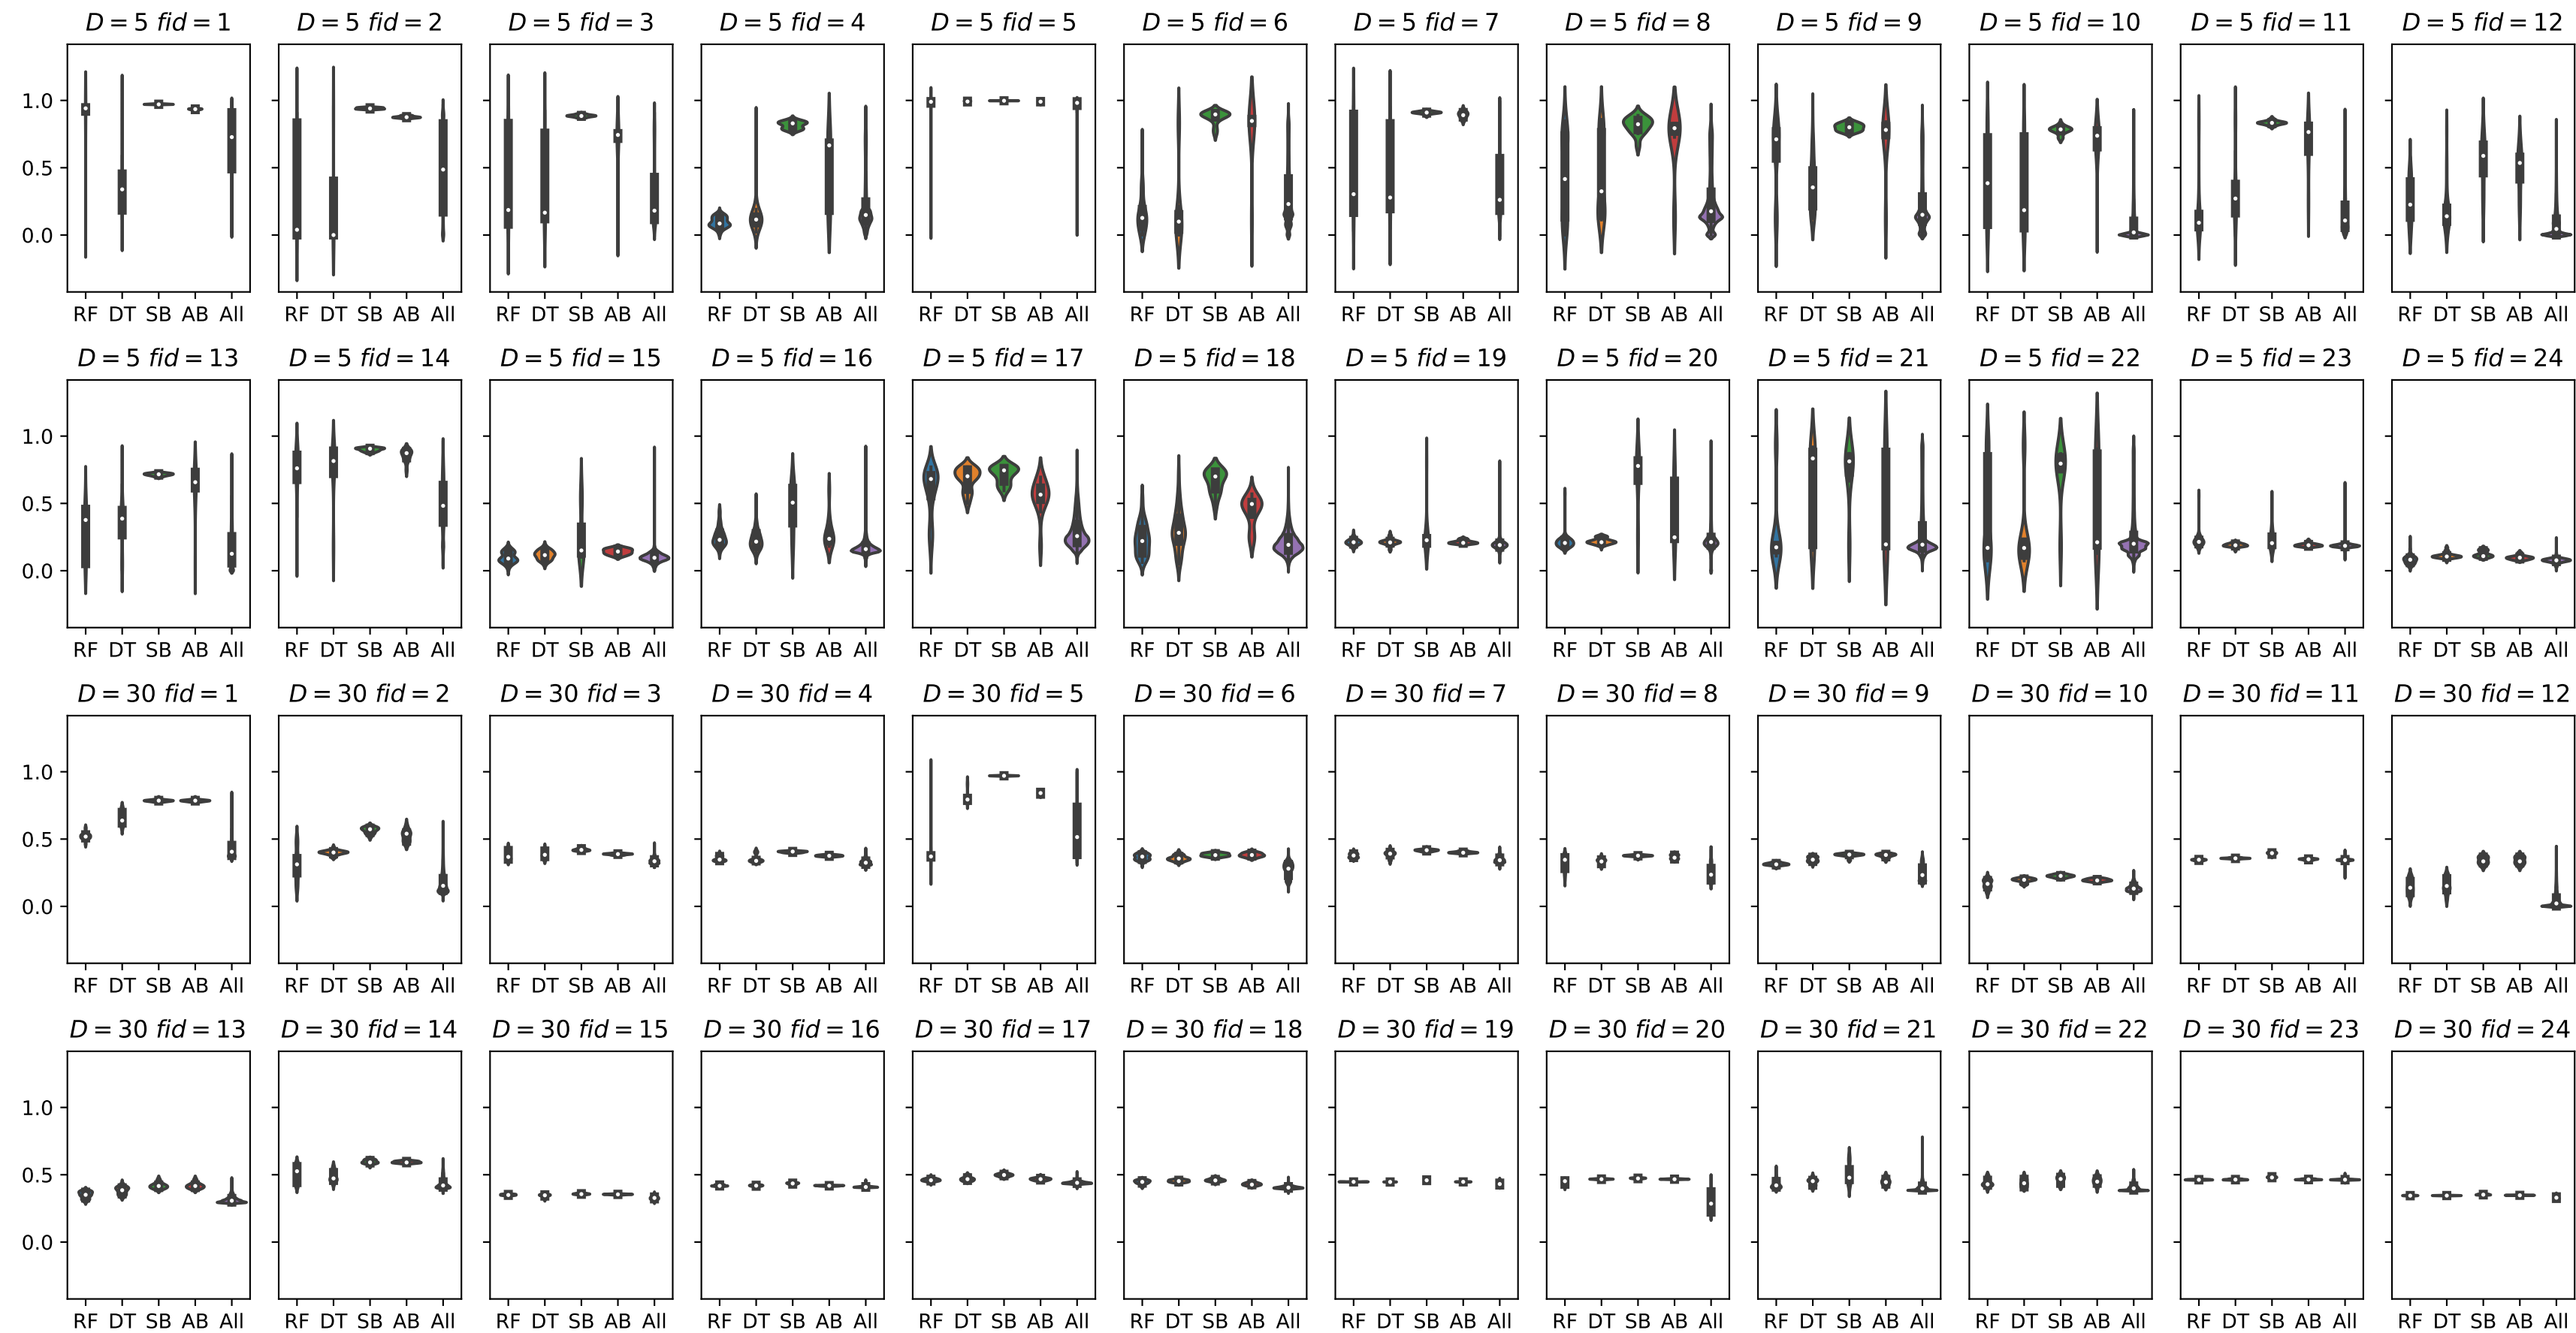 D = 5 fid = 1 D = 5 fid = 2 D = 5 fid = 3 D = 5 fid = 4 D = 5 fid = 5 D = 5 fid = 6 D = 5 fid = 7 D = 5 fid = 8 D = 5 fid = 9 D = 5 fid = 10 D = 5 fid = 11 D = 5 fid = 12
1.0
0.5
0.0
RF DT SB AB All RF DT SB AB All RF DT SB AB All RF DT SB AB All RF DT SB AB All RF DT SB AB All RF DT SB AB All RF DT SB AB All RF DT SB AB All RF DT SB AB All RF DT SB AB All RF DT SB AB All
D = 5 fid = 13 D = 5 fid = 14 D = 5 fid = 15 D = 5 fid = 16 D = 5 fid = 17 D = 5 fid = 18 D = 5 fid = 19 D = 5 fid = 20 D = 5 fid = 21 D = 5 fid = 22 D = 5 fid = 23 D = 5 fid = 24
1.0
0.5
0.0
RF DT SB AB All RF DT SB AB All RF DT SB AB All RF DT SB AB All RF DT SB AB All RF DT SB AB All RF DT SB AB All RF DT SB AB All RF DT SB AB All RF DT SB AB All RF DT SB AB All RF DT SB AB All
D = 30 fid = 1 D = 30 fid = 2 D = 30 fid = 3 D = 30 fid = 4 D = 30 fid = 5 D = 30 fid = 6 D = 30 fid = 7 D = 30 fid = 8 D = 30 fid = 9 D = 30 fid = 10 D = 30 fid = 11 D = 30 fid = 12
1.0
0.5
0.0
RF DT SB AB All RF DT SB AB All RF DT SB AB All RF DT SB AB All RF DT SB AB All RF DT SB AB All RF DT SB AB All RF DT SB AB All RF DT SB AB All RF DT SB AB All RF DT SB AB All RF DT SB AB All
D = 30 fid = 13 D = 30 fid = 14 D = 30 fid = 15 D = 30 fid = 16 D = 30 fid = 17 D = 30 fid = 18 D = 30 fid = 19 D = 30 fid = 20 D = 30 fid = 21 D = 30 fid = 22 D = 30 fid = 23 D = 30 fid = 24
1.0
0.5
0.0
RF DT SB AB All RF DT SB AB All RF DT SB AB All RF DT SB AB All RF DT SB AB All RF DT SB AB All RF DT SB AB All RF DT SB AB All RF DT SB AB All RF DT SB AB All RF DT SB AB All RF DT SB AB All